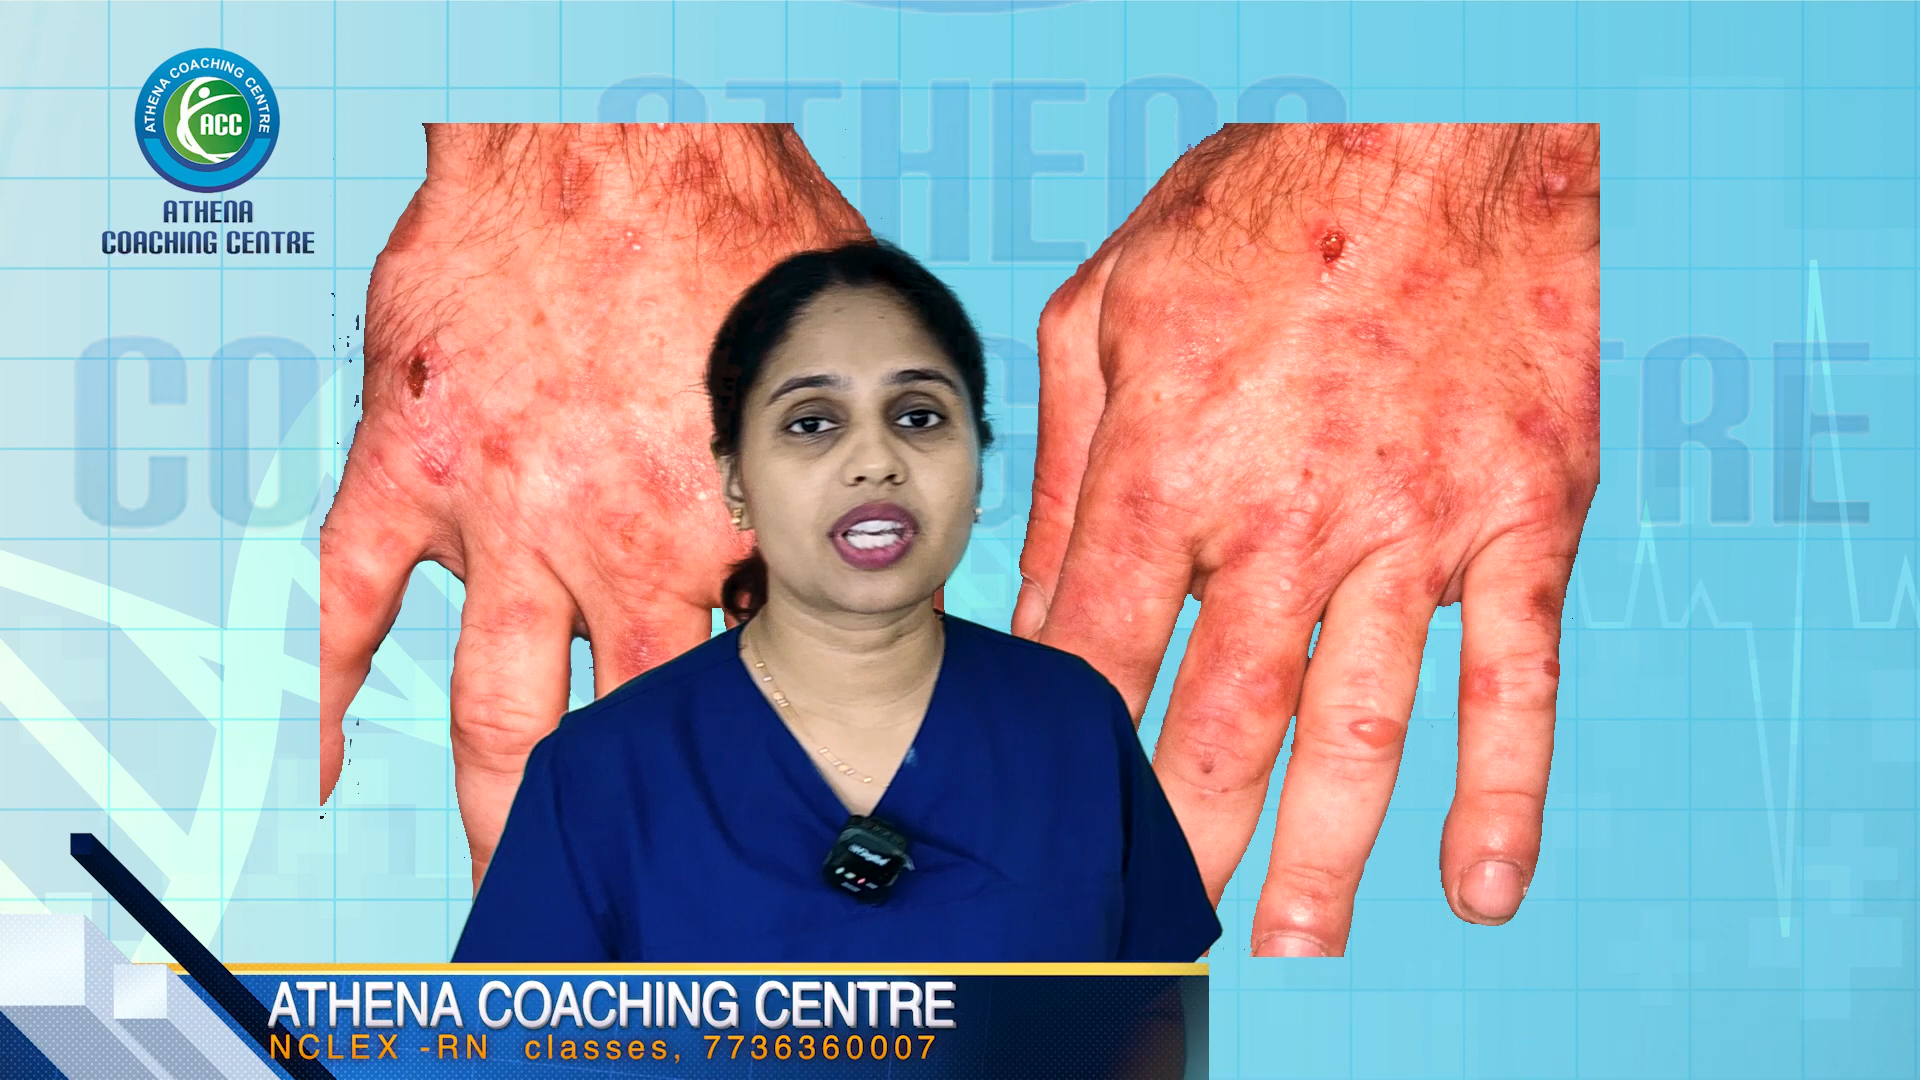 ATHENA COACHING CENTRE
ACC
ATHENA
COACHING CENTRE
ATHENA COACHING CENTRE
NCLEX -RN classes, 7736360007